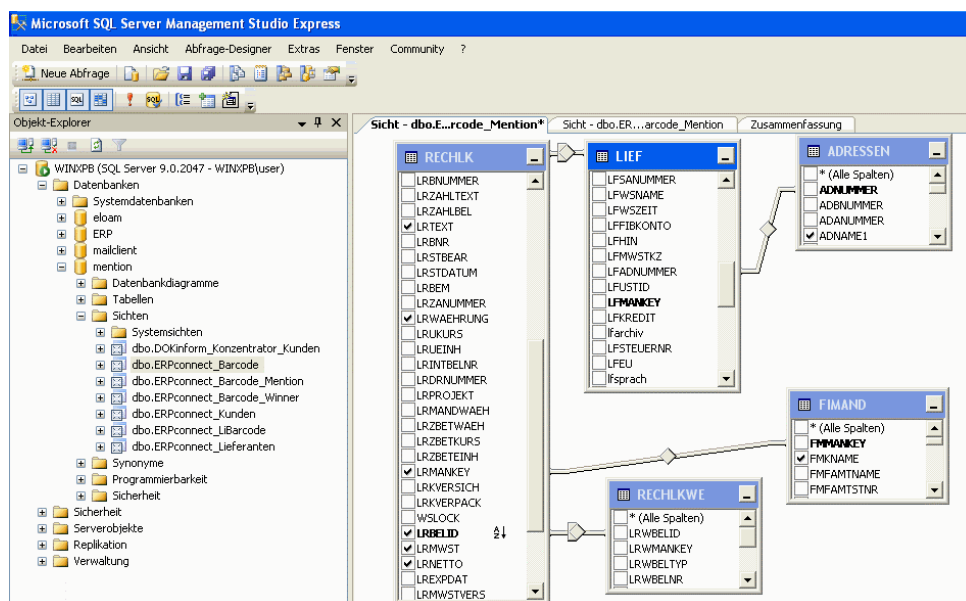 Microsoft SQL Server Management Studio Express
Datei Bearbeiten Ansicht Abfrage-Designer Extras Fenster Community ?
Neue Abfrage
Objekt-Explorer
WINXPB (SQL Server 9.0.2047 - WINXPB\user)
Datenbanken
Systemdatenbanken
eloam
ERP
mailclient
mention
Datenbankdiagramme
Tabellen
Sichten
Systemsichten
dbo.DOKinform_Konzentrator_Kunden
dbo.ERPconnect_Barcode
dbo.ERPconnect_Barcode_Mention
dbo.ERPconnect_Barcode_Winner
dbo.ERPconnect_Kunden
dbo.ERPconnect_LiBarcode
dbo.ERPconnect_Lieferanten
Synonyme
Programmierbarkeit
Sicherheit
Sicherheit
Serverobjekte
Replikation
Verwaltung
Sicht - dbo.E...rcode_Mention* Sicht - dbo.ER...arcode_Mention Zusammenfassung
RECHLK
LRBNUMMER
LRZAHLTEXT
LRZAHLBEL
LRTEXT
LRBNR
LRSTBEAR
LRSTDATUM
LRBEM
LRZANUMMER
LRWAEHRUNG
LRUKURS
LRUEINH
LRINTBELNR
LRDRNUMMER
LRPROJEKT
LRMANDWAEH
LRZBETWAEH
LRZBETKURS
LRZBETEINH
LRMANKEY
LRKVERSICH
LRKVERPACK
WSLOCK
LRBELID
LRMWST
LRNETTO
LREXPDAT
LRMWSTVERS
LIEF
LFSANUMMER
LFWSNAME
LFWSZEIT
LFFIBKONTO
LFHIN
LFMWSTKZ
LFADNUMMER
LFUSTID
LFMANKEY
LFKREDIT
lfarchiv
LFSTEUERNR
LFEU
lfsprach
ADRESSEN
* (Alle Spalten)
ADNUMMER
ADBNUMMER
ADANUMMER
ADNAME1
FIMAND
* (Alle Spalten)
FMMANKEY
FMKNAME
FMFAMTNAME
FMFAMTSTNR
RECHLKWE
* (Alle Spalten)
LRWBELID
LRWMANKEY
LRWBELTYP
LRWBELNR